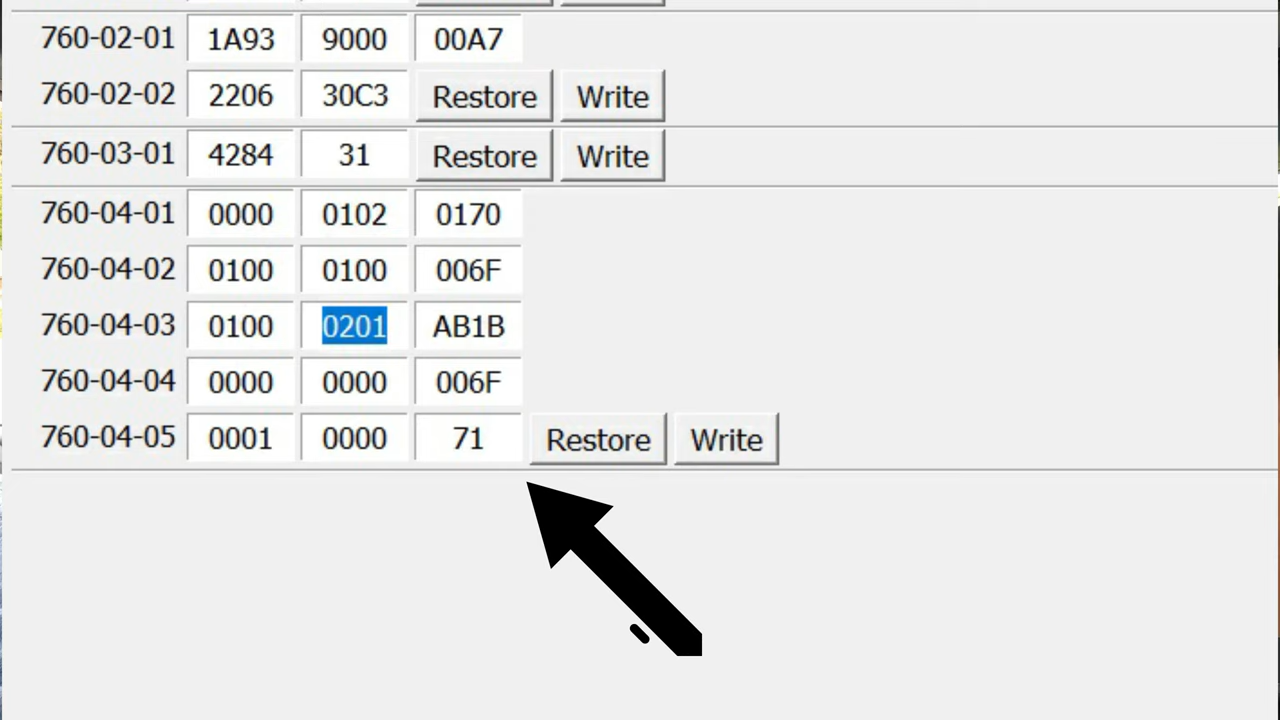 760-02-01 1A93 9000 00A7
760-02-02 2206 30C3 Restore Write
760-03-01 4284 31 Restore Write
760-04-01 0000 0102 0170
760-04-02 0100 0100 006F
760-04-03 0100 0201 AB1B
760-04-04 0000 0000 006F
760-04-05 0001 0000 71 Restore Write